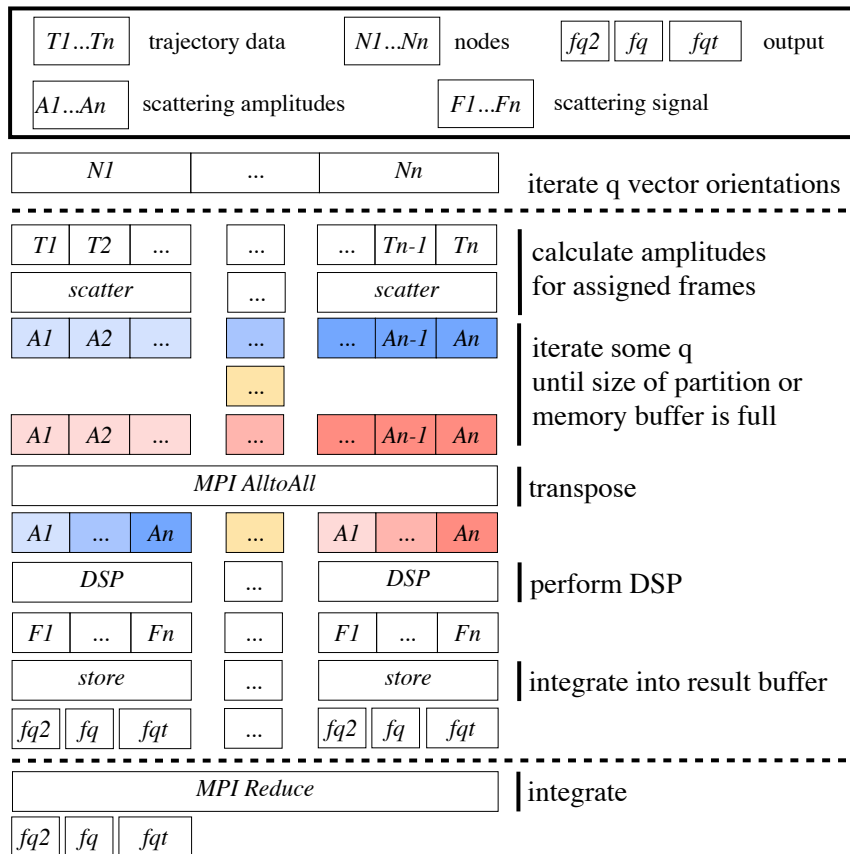 T1...Tn trajectory data N1...Nn nodes fq2 fq fqt output
A1...An scattering amplitudes F1...Fn scattering signal
N1 ... Nn iterate q vector orientations
T1 T2 ... ... ... Tn-1 Tn calculate amplitudes
scatter ... scatter for assigned frames
A1 A2 ... ... ... An-1 An iterate some q
... until size of partition or
A1 A2 ... ... ... An-1 An memory buffer is full
MPI AlltoAll transpose
A1 ... An ... A1 ... An
DSP ... DSP perform DSP
F1 ... Fn ... F1 ... Fn
store ... store integrate into result buffer
fq2 fq fqt ... fq2 fq fqt
MPI Reduce integrate
fq2 fq fqt